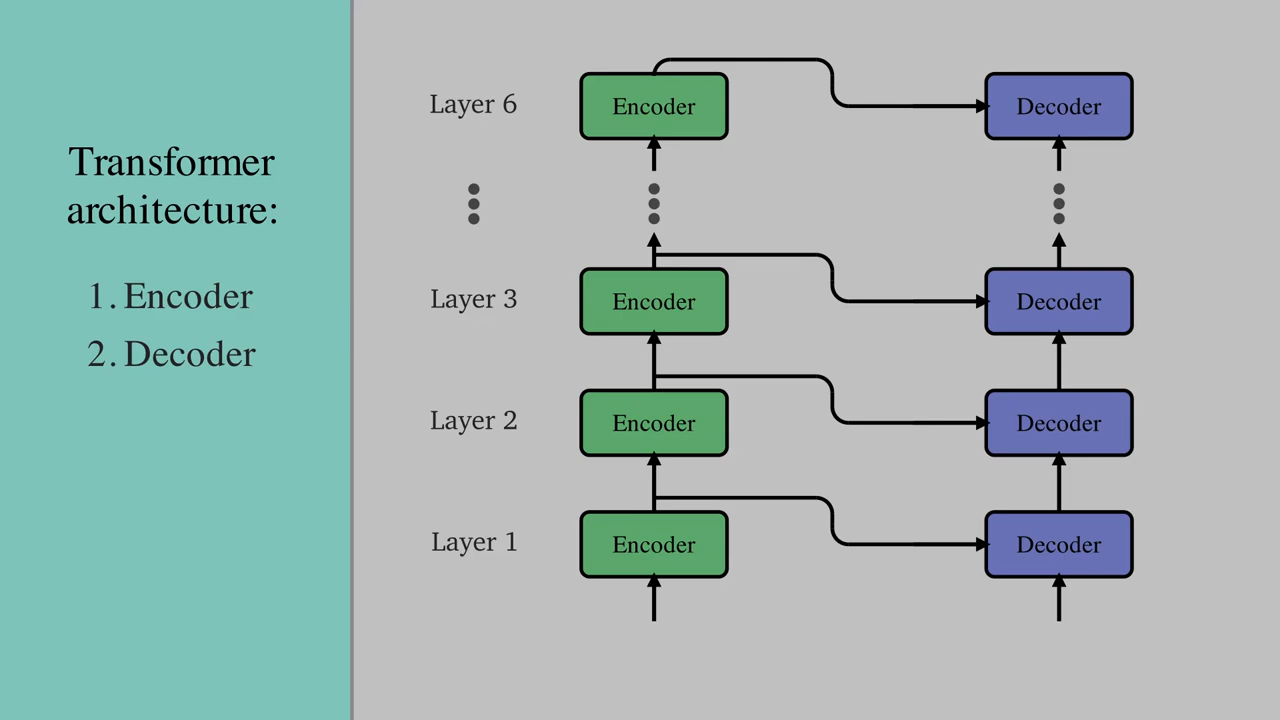 Transformer
architecture:
1. Encoder
2. Decoder
Layer 6
Encoder
Decoder
Layer 3
Encoder
Decoder
Layer 2
Encoder
Decoder
Layer 1
Encoder
Decoder